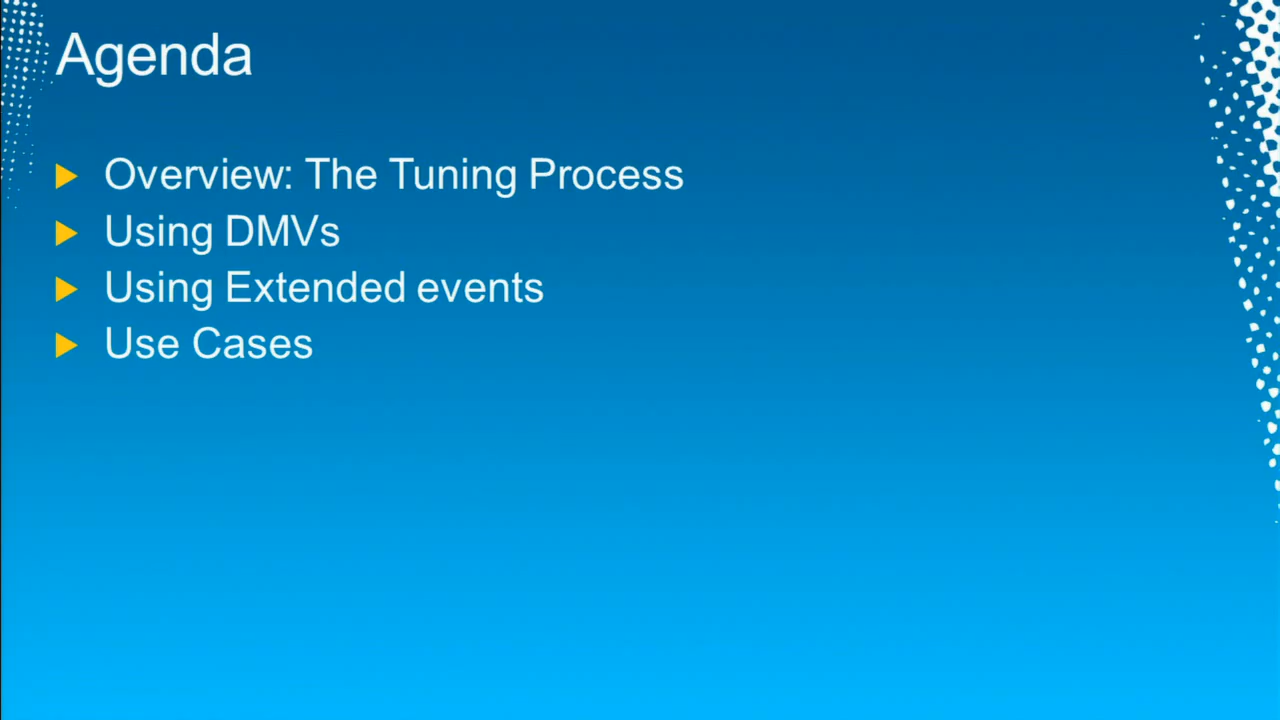 Agenda
Overview: The Tuning Process
Using DMVs
Using Extended events
Use Cases